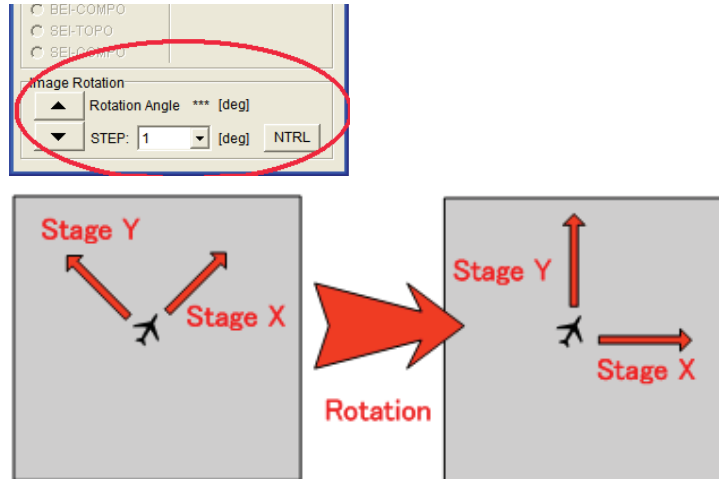 BEI-COMPO
SEI-TOPO
SEI-COMPO
Image Rotation
Rotation Angle *** [deg]
STEP: 1 [deg] NTRL
Stage Y
Stage X
Stage Y
Stage X
Rotation